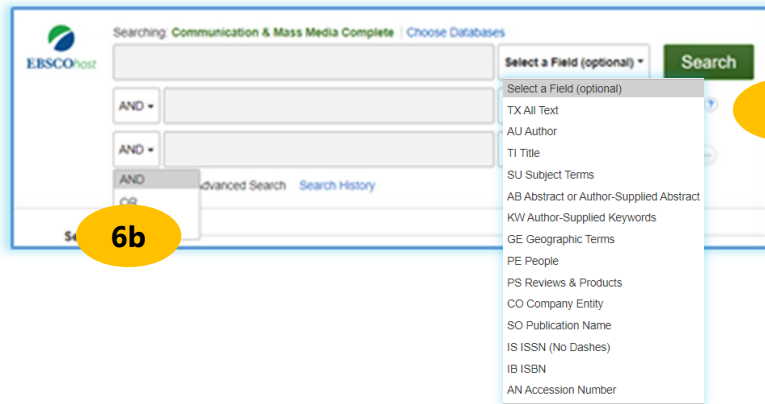 Searching: Communication & Mass Media Complete | Choose Databases
EBSCOhost
Select a Field (optional)
Search
Select a Field (optional)
AND
TX All Text
AU Author
AND
TI Title
AND
SU Subject Terms
Advanced Search Search History
AB Abstract or Author-Supplied Abstract
OR
KW Author-Supplied Keywords
6b
GE Geographic Terms
PE People
PS Reviews & Products
CO Company Entity
SO Publication Name
IS ISSN (No Dashes)
IB ISBN
AN Accession Number